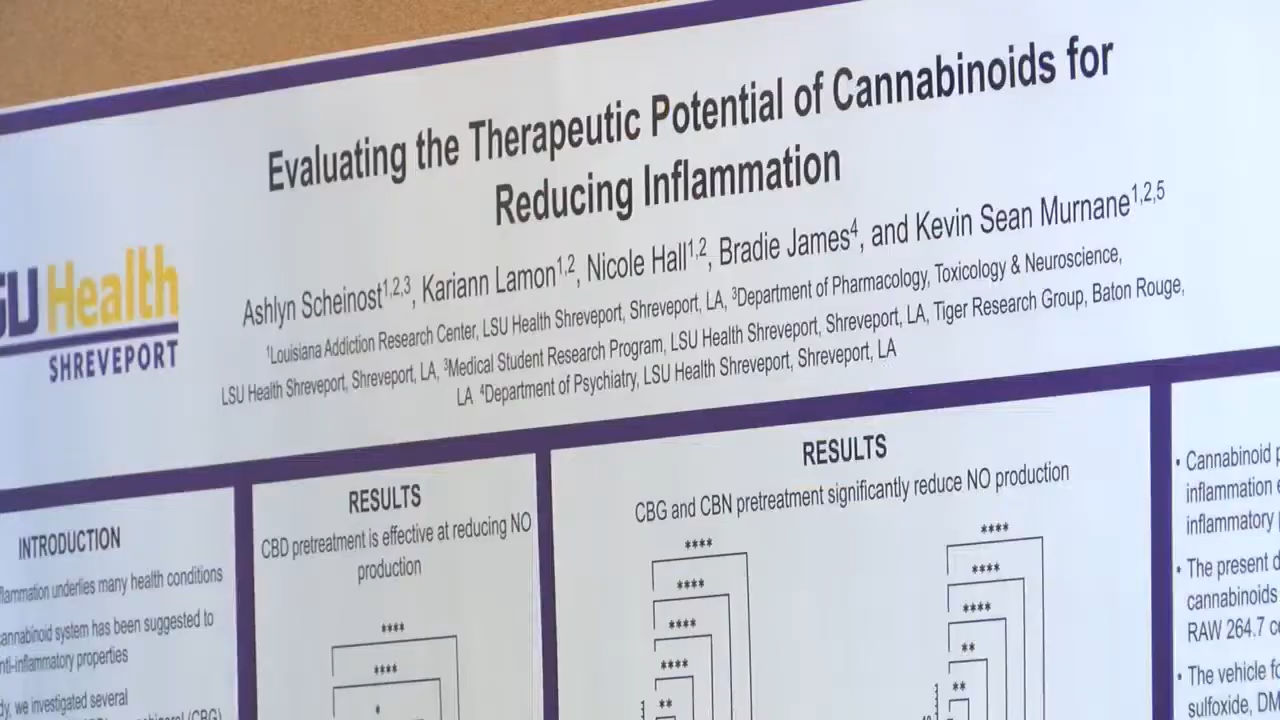 Evaluating the Therapeutic Potential of Cannabinoids for
Reducing Inflammation
Ashlyn Scheinost1,2,3, Kariann Lamon1,2, Nicole Hall1,2, Bradie James4, and Kevin Sean Murnane1,2,5
1Louisiana Addiction Research Center, LSU Health Shreveport, Shreveport, LA, 3Department of Pharmacology, Toxicology & Neuroscience,
LSU Health Shreveport, Shreveport, LA, 3Medical Student Research Program, LSU Health Shreveport, Shreveport, LA, Tiger Research Group, Baton Rouge,
LA 4Department of Psychiatry, LSU Health Shreveport, Shreveport, LA
SU Health
SHREVEPORT
INTRODUCTION
flammation underlies many health conditions
cannabinoid system has been suggested to
nti-inflammatory properties
dy, we investigated several
(CBG)
RESULTS
CBD pretreatment is effective at reducing NO
production
****
****
*
RESULTS
CBG and CBN pretreatment significantly reduce NO production
****
****
****
****
**
****
****
****
**
**
• Cannabinoid p
inflammation
inflammatory
• The present d
cannabinoids
RAW 264.7 c
• The vehicle fo
sulfoxide, DM